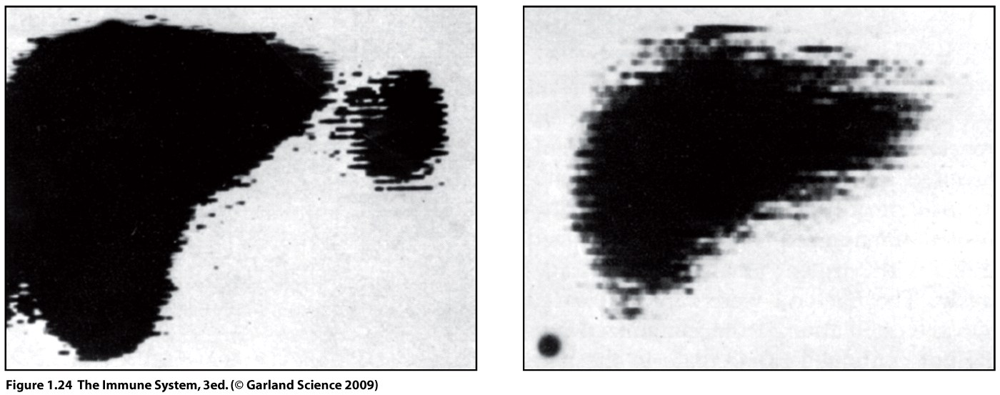 Figure 1.24 The Immune System, 3ed. (© Garland Science 2009)